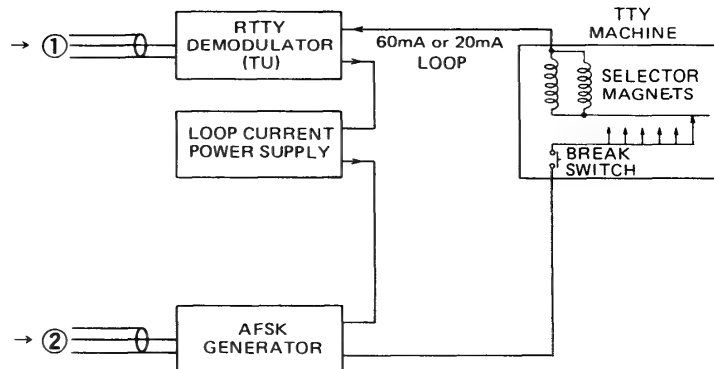 RTTY
DEMODULATOR
(TU)
→ ①
60mA or 20mA
LOOP
TTY
MACHINE
SELECTOR
MAGNETS
LOOP CURRENT
POWER SUPPLY
BREAK
SWITCH
→ ②
AFSK
GENERATOR